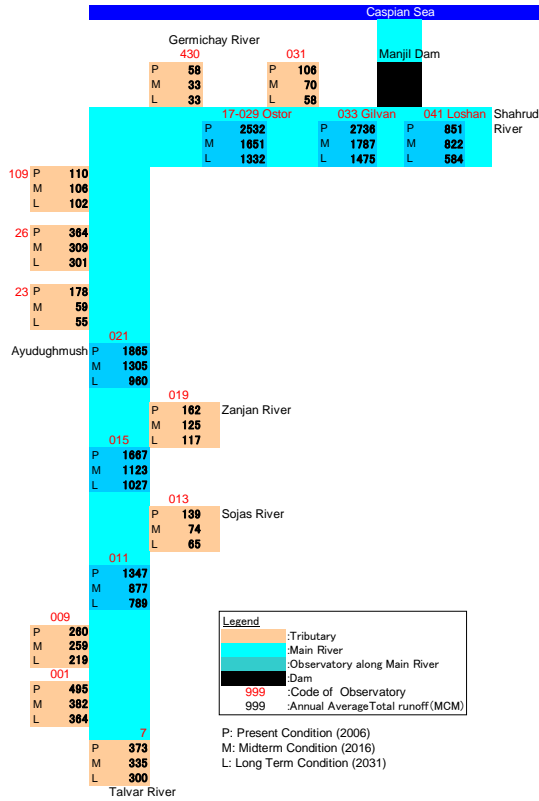 Caspian Sea
Germichay River
Manjil Dam
430
P 58
M 33
L 33
031
P 106
M 70
L 58
17-029 Ostor
P 2532
M 1651
L 1332
033 Gilvan
P 2736
M 1787
L 1475
041 Loshan
P 851
M 822
L 584
Shahrud
River
109
P 110
M 106
L 102
26
P 364
M 309
L 301
23
P 178
M 59
L 55
Ayudughmush
021
P 1865
M 1305
L 960
019
P 162
M 125
L 117
Zanjan River
015
P 1667
M 1123
L 1027
013
P 139
M 74
L 65
Sojas River
011
P 1347
M 877
L 789
009
P 260
M 259
L 219
001
P 495
M 382
L 364
7
P 373
M 335
L 300
Talvar River
Legend
:Tributary
:Main River
:Observatory along Main River
:Dam
999 :Code of Observatory
999 :Annual AverageTotal runoff(MCM)
P: Present Condition (2006)
M: Midterm Condition (2016)
L: Long Term Condition (2031)